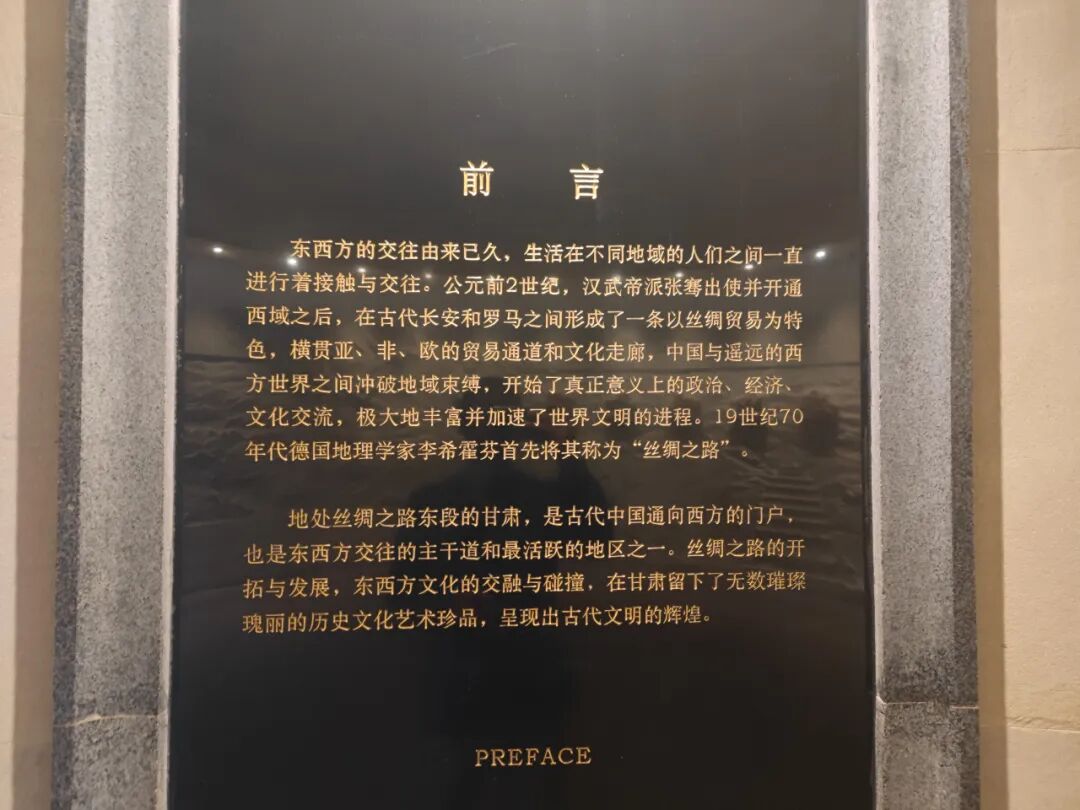 前 言
东西方的交往由来已久，生活在不同地域的人们之间一直
进行着接触与交往。公元前2世纪，汉武帝派张骞出使并开通
西域之后，在古代长安和罗马之间形成了一条以丝绸贸易为特
色，横贯亚、非、欧的贸易通道和文化走廊，中国与遥远的西
方世界之间冲破地域束缚，开始了真正意义上的政治、经济、
文化交流，极大地丰富并加速了世界文明的进程。19世纪70
年代德国地理学家李希霍芬首先将其称为“丝绸之路”。
地处丝绸之路东段的甘肃，是古代中国通向西方的门户，
也是东西方交往的主干道和最活跃的地区之一。丝绸之路的开
拓与发展，东西方文化的交融与碰撞，在甘肃留下了无数璀璨
瑰丽的历史文化艺术珍品，呈现出古代文明的辉煌。
PREFACE